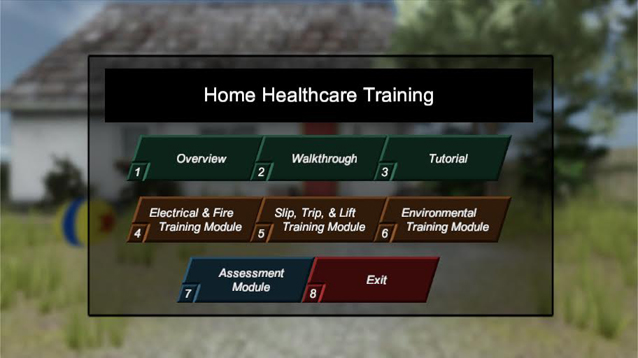 Home Healthcare Training
1 Overview
2 Walkthrough
3 Tutorial
4 Electrical & Fire
Training Module
5 Slip, Trip, & Lift
Training Module
6 Environmental
Training Module
7 Assessment
Module
8 Exit